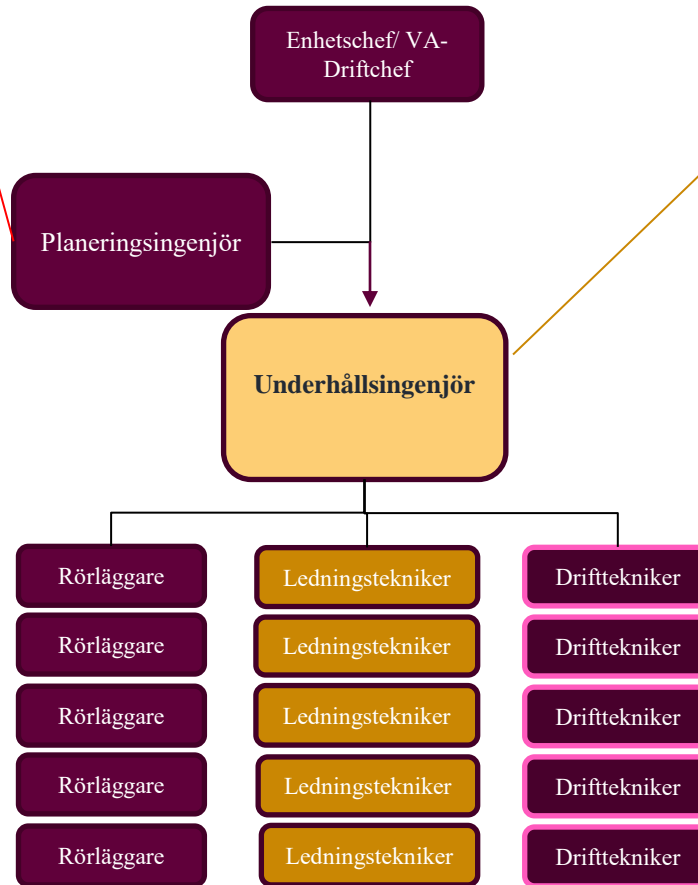 Enhetschef/ VA-
Driftchef
Planeringsingenjör
Underhållsingenjör
Rörläggare
Ledningstekniker
Drifttekniker
Rörläggare
Ledningstekniker
Drifttekniker
Rörläggare
Ledningstekniker
Drifttekniker
Rörläggare
Ledningstekniker
Drifttekniker
Rörläggare
Ledningstekniker
Drifttekniker